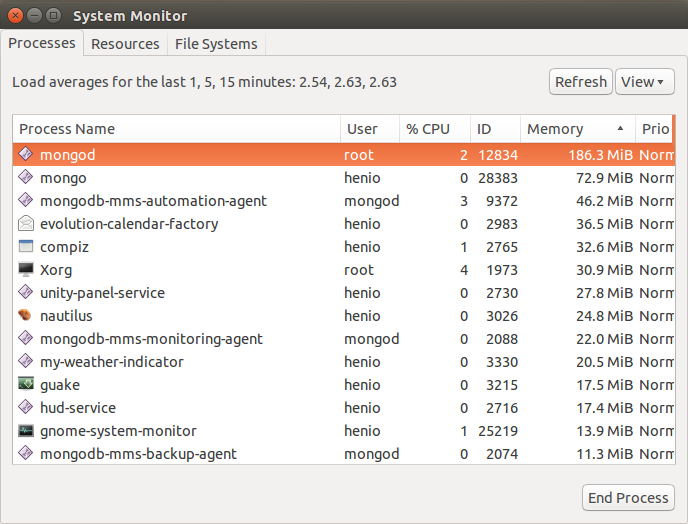 System Monitor
Processes Resources File Systems
Load averages for the last 1, 5, 15 minutes: 2.54, 2.63, 2.63 Refresh View
Process Name User % CPU ID Memory Prio
mongod root 2 12834 186.3 MiB Norm
mongo henio 0 28383 72.9 MiB Norm
mongodb-mms-automation-agent mongod 3 9372 46.2 MiB Norm
evolution-calendar-factory henio 0 2983 36.5 MiB Norm
compiz henio 1 2765 32.6 MiB Norm
Xorg root 4 1973 30.9 MiB Norm
unity-panel-service henio 0 2730 27.8 MiB Norm
nautilus henio 0 3026 24.8 MiB Norm
mongodb-mms-monitoring-agent mongod 0 2088 22.0 MiB Norm
my-weather-indicator henio 0 3330 20.5 MiB Norm
guake henio 0 3215 17.5 MiB Norm
hud-service henio 0 2716 17.4 MiB Norm
gnome-system-monitor henio 1 25219 13.9 MiB Norm
mongodb-mms-backup-agent mongod 0 2074 11.3 MiB Norm
End Process